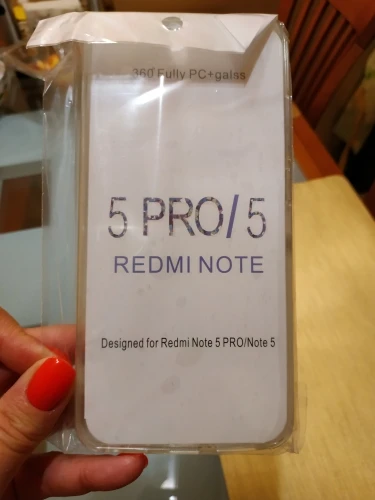 360 Fully PC+galss
5 PRO/5
REDMI NOTE
Designed for Redmi Note 5 PRO/Note 5